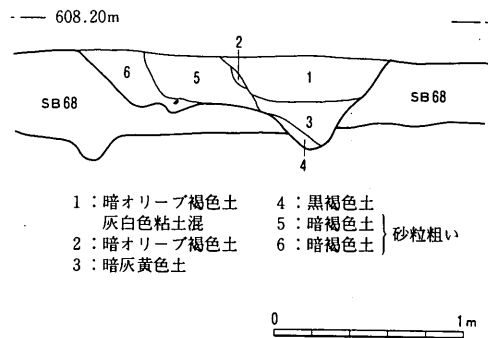 608.20m
2
6
5
1
SB68
SB68
3
4
1：暗オリーブ褐色土
灰白色粘土混
2：暗オリーブ褐色土
3：暗灰黄色土
4：黒褐色土
5：暗褐色土
6：暗褐色土
砂粒粗い
0 1m